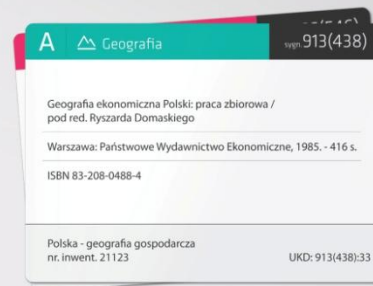 A Geografia sygn. 913(438)
Geografia ekonomiczna Polski: praca zbiorowa /
pod red. Ryszarda Domaskiego
Warszawa: Państwowe Wydawnictwo Ekonomiczne, 1985. - 416 s.
ISBN 83-208-0488-4
Polska - geografia gospodarcza
nr. inwent. 21123 UKD: 913(438):33